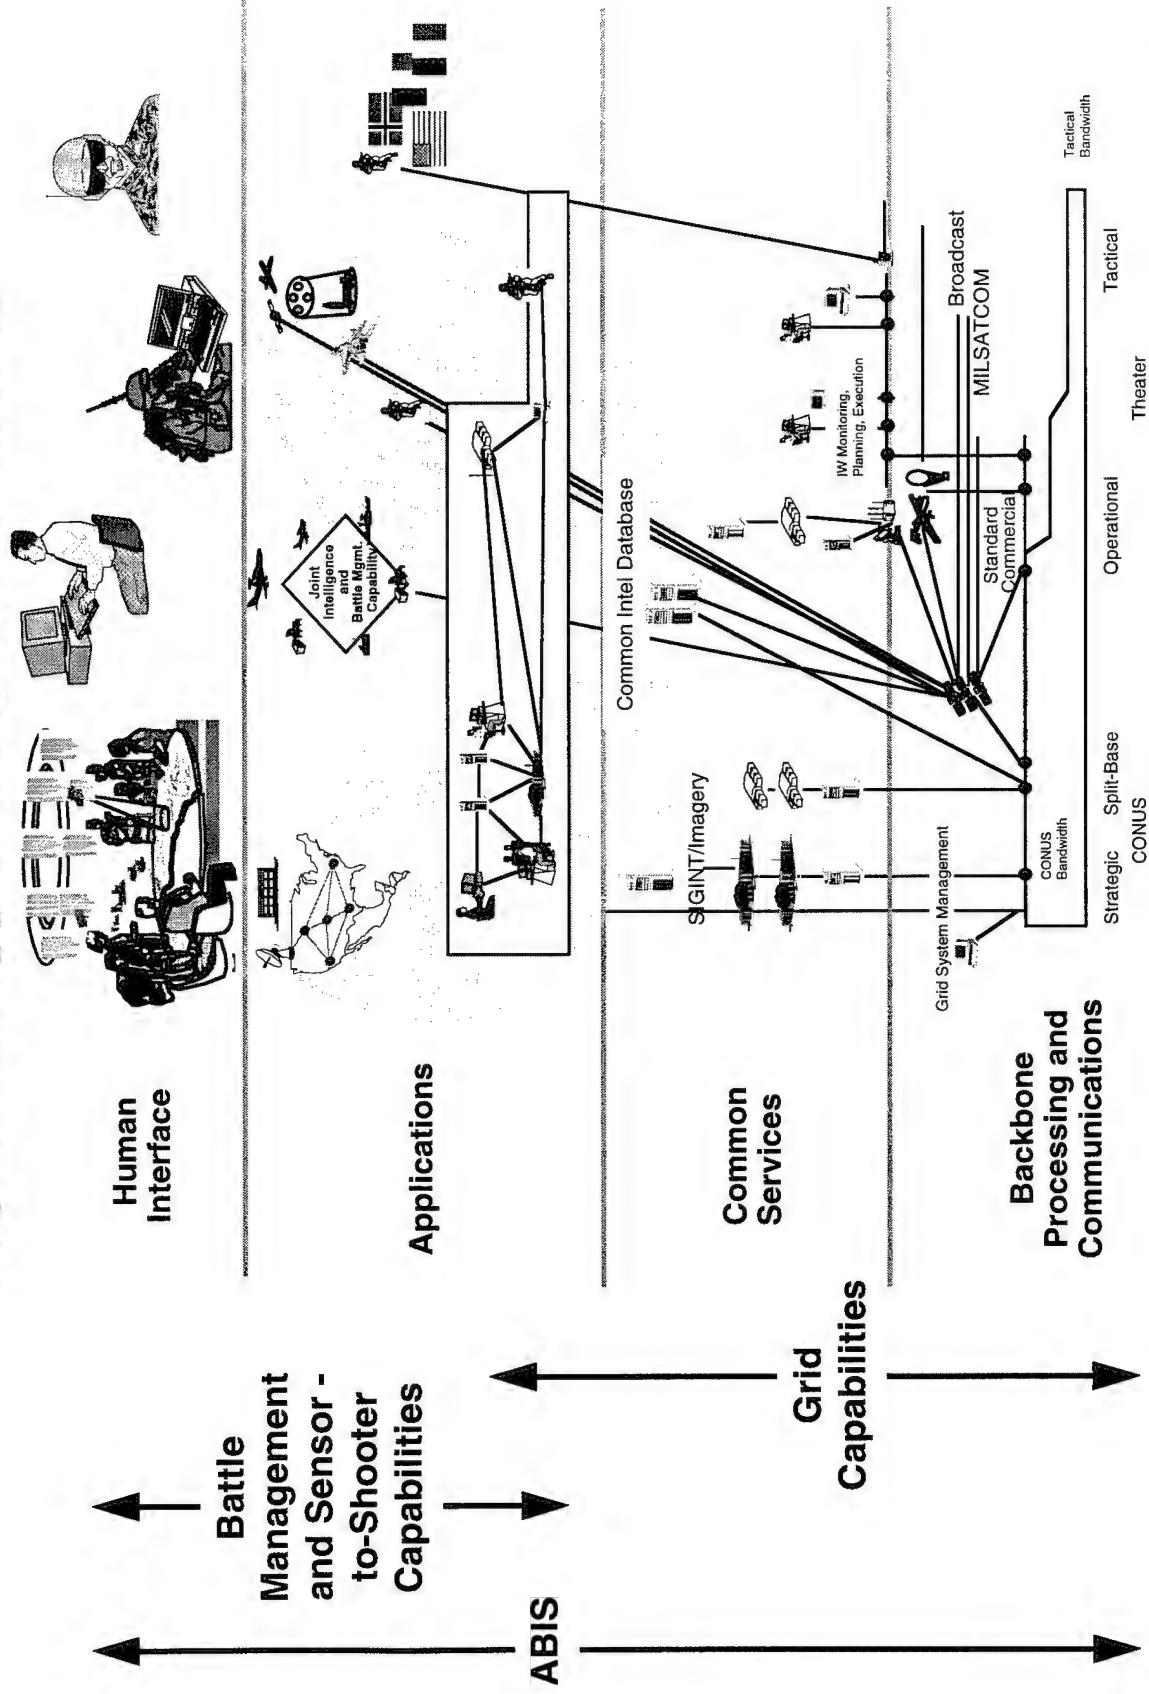 ABIS
Battle
Management
and Sensor -
to-Shooter
Capabilities
Grid
Capabilities
Human
Interface
Applications
Joint
Intelligence
and
Battle Mgmt.
Capability
Common
Services
Common Intel Database
SIGINT/Imagery
IW Monitoring,
Planning, Execution
Backbone
Processing and
Communications
Grid System Management
Broadcast
MILSATCOM
Standard
Commercial
CONUS
Bandwidth
Tactical
Bandwidth
Strategic
Split-Base
Operational
Tactical
CONUS
Theater